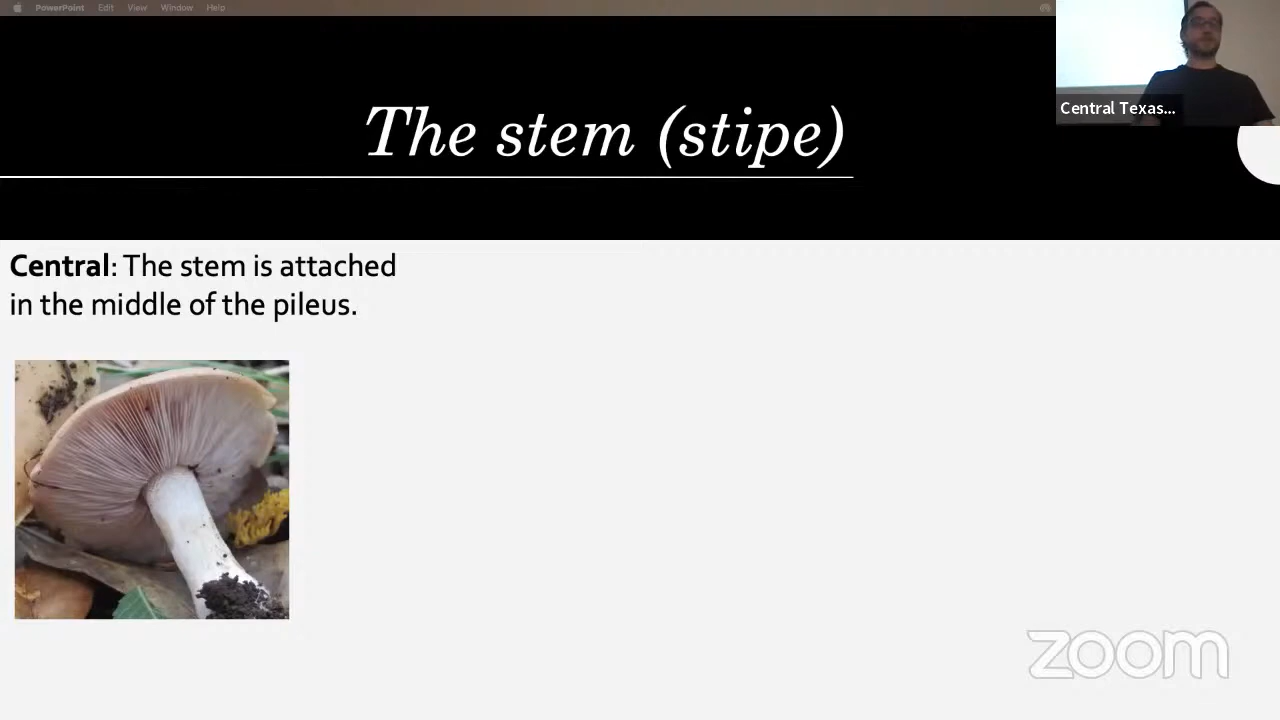 PowerPoint Edit View Window Help
Central Texas...
The stem (stipe)
Central: The stem is attached
in the middle of the pileus.
zoom